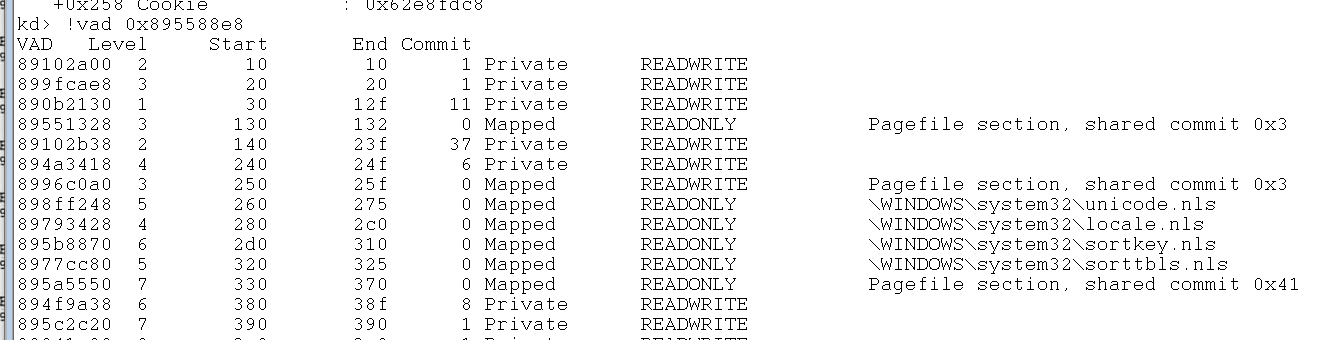 +0x258 Cookie : 0x62e8fdc8
kd> !vad 0x895588e8
VAD Level Start End Commit
89102a00 2 10 10 1 Private READWRITE
899fcae8 3 20 20 1 Private READWRITE
890b2130 1 30 12f 11 Private READWRITE
89551328 3 130 132 0 Mapped READONLY Pagefile section, shared commit 0x3
89102b38 2 140 23f 37 Private READWRITE
894a3418 4 240 24f 6 Private READWRITE
8996c0a0 3 250 25f 0 Mapped READWRITE Pagefile section, shared commit 0x3
898ff248 5 260 275 0 Mapped READONLY \WINDOWS\system32\unicode.nls
89793428 4 280 2c0 0 Mapped READONLY \WINDOWS\system32\locale.nls
895b8870 6 2d0 310 0 Mapped READONLY \WINDOWS\system32\sortkey.nls
8977cc80 5 320 325 0 Mapped READONLY \WINDOWS\system32\sorttbls.nls
895a5550 7 330 370 0 Mapped READONLY Pagefile section, shared commit 0x41
894f9a38 6 380 38f 8 Private READWRITE
895c2c20 7 390 390 1 Private READWRITE